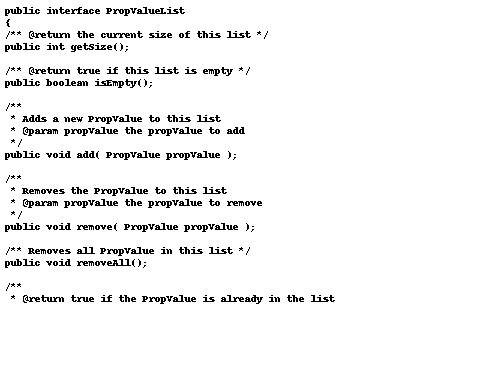 public interface PropValueList
{
/** @return the current size of this list */
public int getSize();
/** @return true if this list is empty */
public boolean isEmpty();
/**
* Adds a new PropValue to this list
* @param propValue the propValue to add
*/
public void add( PropValue propValue );
/**
* Removes the PropValue to this list
* @param propValue the propValue to remove
*/
public void remove( PropValue propValue );
/** Removes all PropValue in this list */
public void removeAll();
/**
* @return true if the PropValue is already in the list